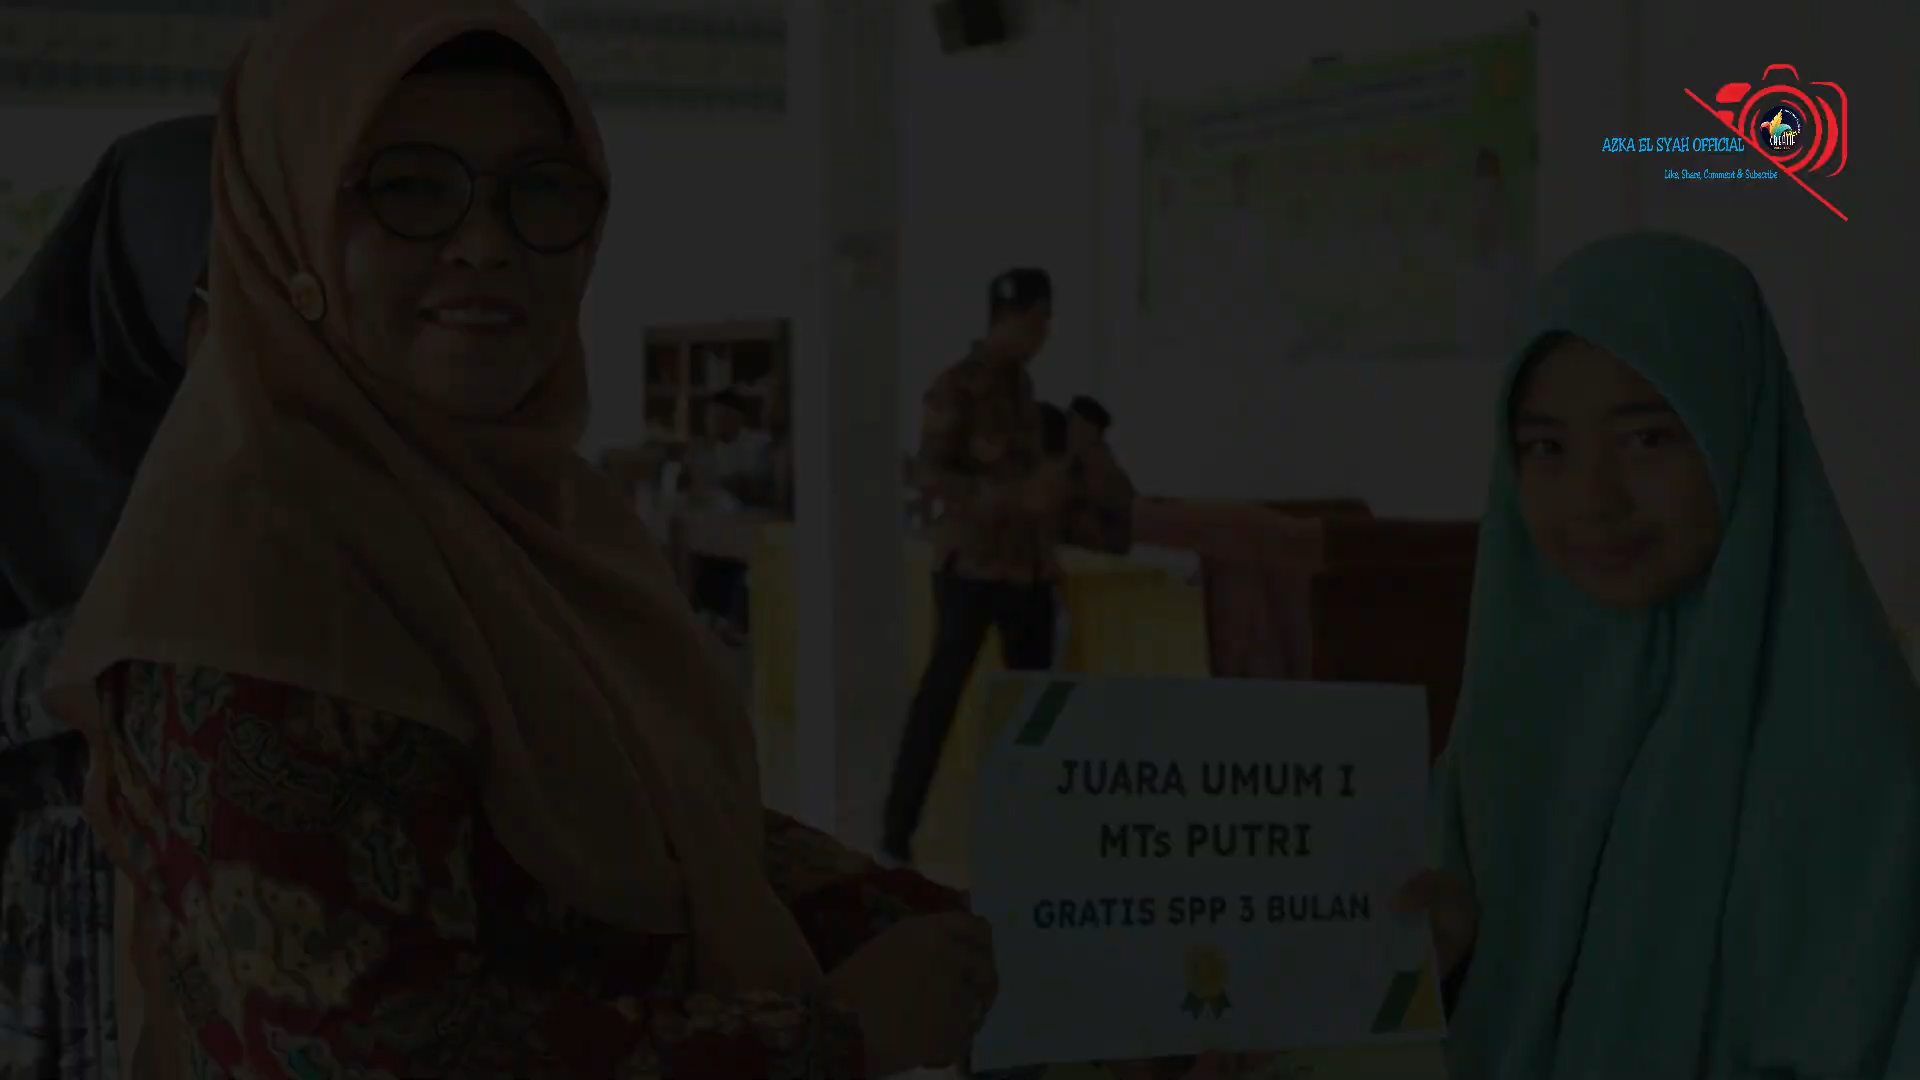 AZKA EL SYAH OFFICIAL
Like, Share, Comment & Subscribe
JUARA UMUM I
MTs PUTRI
GRATIS SPP 3 BULAN